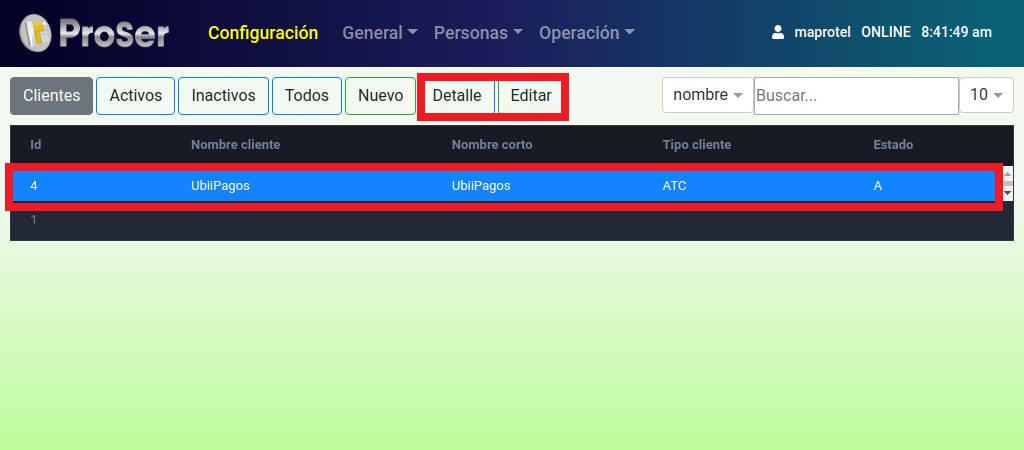 ProSer Configuración General Personas Operación maprotel ONLINE 8:41:49 am
Clientes Activos Inactivos Todos Nuevo Detalle Editar nombre Buscar... 10
Id Nombre cliente Nombre corto Tipo cliente Estado
4 UbiiPagos UbiiPagos ATC A
1